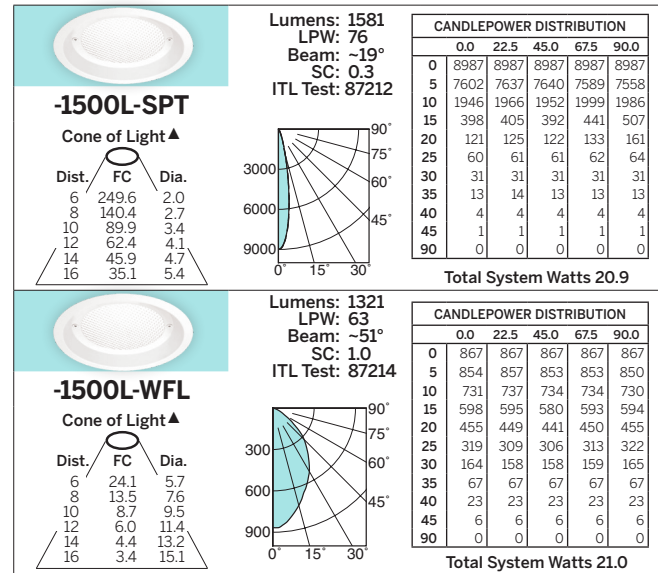 -1500L-SPT
Cone of Light▲
Dist. FC Dia.
6 249.6 2.0
8 140.4 2.7
10 89.9 3.4
12 62.4 4.1
14 45.9 4.7
16 35.1 5.4
Lumens: 1581
LPW: 76
Beam: ~19°
SC: 0.3
ITL Test: 87212
90°
75°
60°
45°
3000
6000
9000
0° 15° 30°
CANDLEPOWER DISTRIBUTION
0.0 22.5 45.0 67.5 90.0
0 8987 8987 8987 8987 8987
5 7602 7637 7640 7589 7558
10 1946 1966 1952 1999 1986
15 398 405 392 441 507
20 121 125 122 133 161
25 60 61 61 62 64
30 31 31 31 31 31
35 13 14 13 13 13
40 4 4 4 4 4
45 1 1 1 1 1
90 0 0 0 0 0
Total System Watts 20.9
-1500L-WFL
Cone of Light▲
Dist. FC Dia.
6 24.1 5.7
8 13.5 7.6
10 8.7 9.5
12 6.0 11.4
14 4.4 13.2
16 3.4 15.1
Lumens: 1321
LPW: 63
Beam: ~51°
SC: 1.0
ITL Test: 87214
90°
75°
60°
45°
300
600
900
0° 15° 30°
CANDLEPOWER DISTRIBUTION
0.0 22.5 45.0 67.5 90.0
0 867 867 867 867 867
5 854 857 853 853 850
10 731 737 734 734 730
15 598 595 580 593 594
20 455 449 441 450 455
25 319 309 306 313 322
30 164 158 158 159 165
35 67 67 67 67 67
40 23 23 23 23 23
45 6 6 6 6 6
90 0 0 0 0 0
Total System Watts 21.0